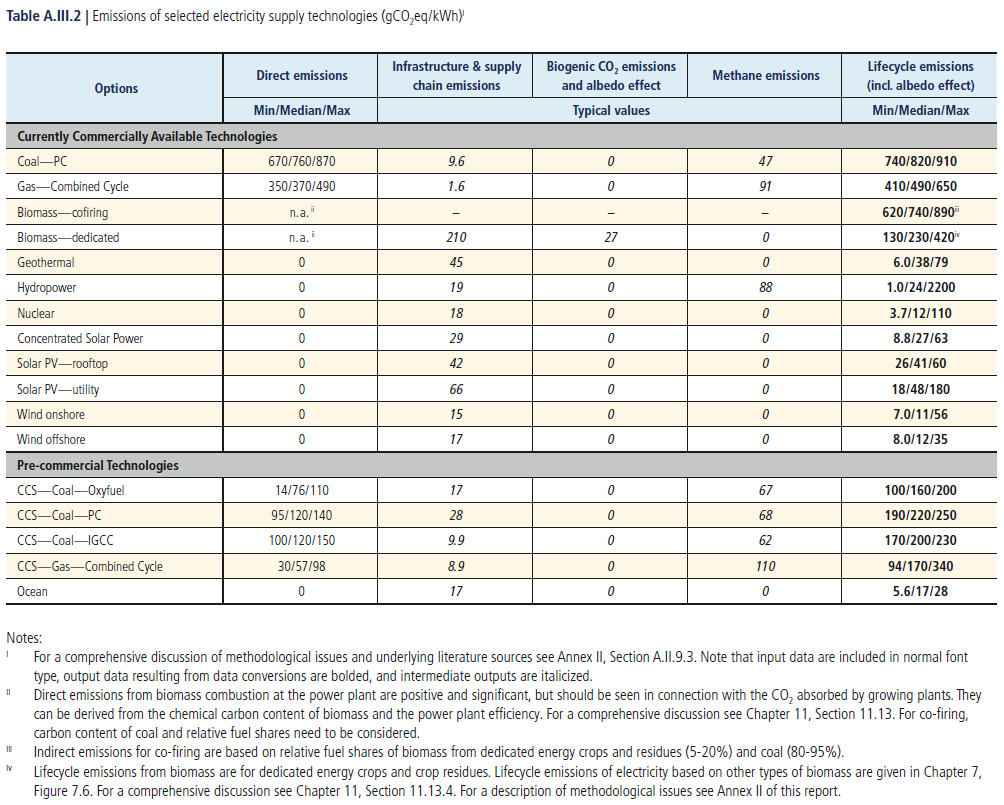 Table A.III.2 | Emissions of selected electricity supply technologies (gCO₂eq/kWh)ᴵ
Options Direct emissions Infrastructure & supply chain emissions Biogenic CO₂ emissions and albedo effect Methane emissions Lifecycle emissions (incl. albedo effect)
Min/Median/Max Typical values Min/Median/Max
Currently Commercially Available Technologies
Coal—PC 670/760/870 9.6 0 47 740/820/910
Gas—Combined Cycle 350/370/490 1.6 0 91 410/490/650
Biomass—cofiring n.a. ⁱⁱ – – – 620/740/890ⁱⁱⁱ
Biomass—dedicated n.a. ⁱⁱ 210 27 0 130/230/420ⁱᵛ
Geothermal 0 45 0 0 6.0/38/79
Hydropower 0 19 0 88 1.0/24/2200
Nuclear 0 18 0 0 3.7/12/110
Concentrated Solar Power 0 29 0 0 8.8/27/63
Solar PV—rooftop 0 42 0 0 26/41/60
Solar PV—utility 0 66 0 0 18/48/180
Wind onshore 0 15 0 0 7.0/11/56
Wind offshore 0 17 0 0 8.0/12/35
Pre-commercial Technologies
CCS—Coal—Oxyfuel 14/76/110 17 0 67 100/160/200
CCS—Coal—PC 95/120/140 28 0 68 190/220/250
CCS—Coal—IGCC 100/120/150 9.9 0 62 170/200/230
CCS—Gas—Combined Cycle 30/57/98 8.9 0 110 94/170/340
Ocean 0 17 0 0 5.6/17/28
Notes:
I For a comprehensive discussion of methodological issues and underlying literature sources see Annex II, Section A.II.9.3. Note that input data are included in normal font
type, output data resulting from data conversions are bolded, and intermediate outputs are italicized.
II Direct emissions from biomass combustion at the power plant are positive and significant, but should be seen in connection with the CO₂ absorbed by growing plants. They
can be derived from the chemical carbon content of biomass and the power plant efficiency. For a comprehensive discussion see Chapter 11, Section 11.13. For co-firing,
carbon content of coal and relative fuel shares need to be considered.
III Indirect emissions for co-firing are based on relative fuel shares of biomass from dedicated energy crops and residues (5-20%) and coal (80-95%).
IV Lifecycle emissions from biomass are for dedicated energy crops and crop residues. Lifecycle emissions of electricity based on other types of biomass are given in Chapter 7,
Figure 7.6. For a comprehensive discussion see Chapter 11, Section 11.13.4. For a description of methodological issues see Annex II of this report.